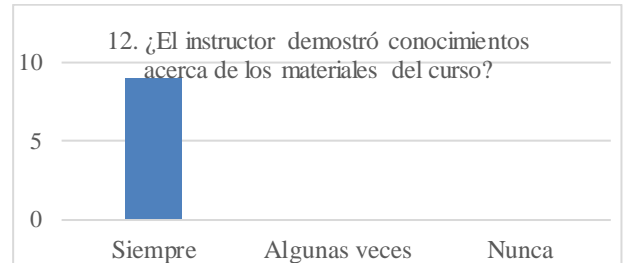 12. ¿El instructor demostró conocimientos
acerca de los materiales del curso?
10
5
0
Siempre Algunas veces Nunca